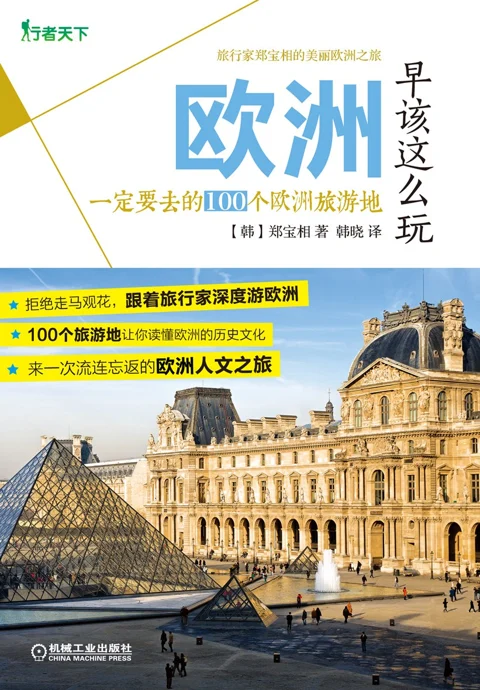 行者天下
旅行家郑宝相的美丽欧洲之旅
欧洲
早该这么玩
一定要去的100个欧洲旅游地
【韩】郑宝相 著 韩晓 译
★ 拒绝走马观花，跟着旅行家深度游欧洲
★ 100个旅游地让你读懂欧洲的历史文化
★ 来一次流连忘返的欧洲人文之旅
机械工业出版社
CHINA MACHINE PRESS